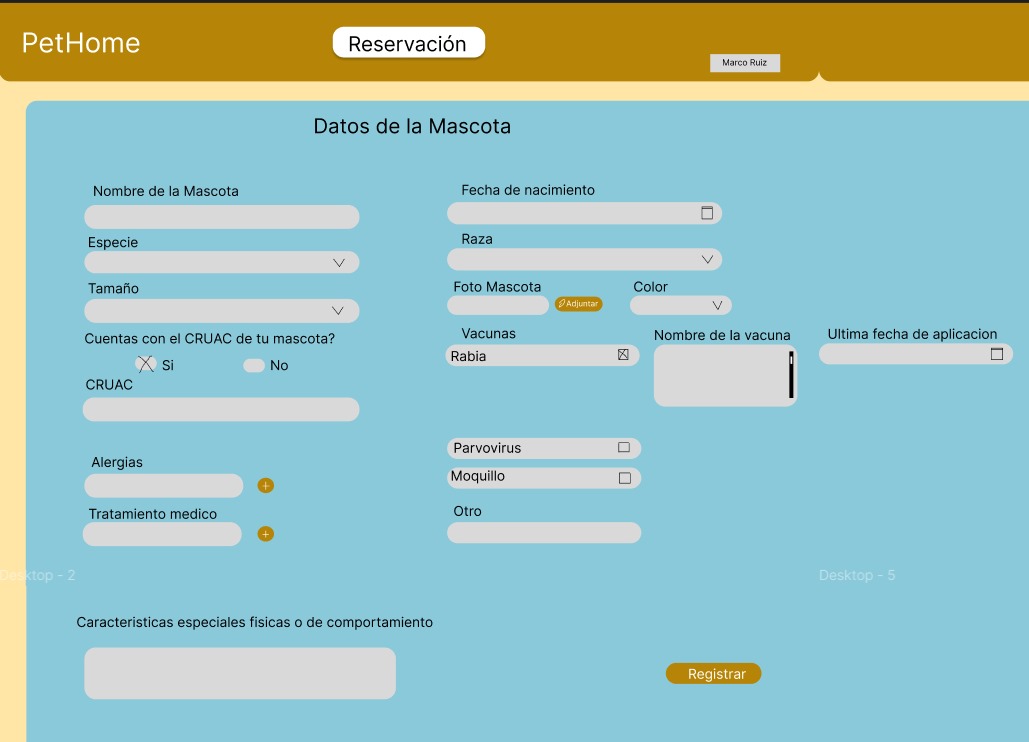 PetHome
Reservación
Marco Ruiz
Datos de la Mascota
Nombre de la Mascota
Fecha de nacimiento
Especie
Raza
Tamaño
Foto Mascota
Adjuntar
Color
Cuentas con el CRUAC de tu mascota?
Si
No
CRUAC
Vacunas
Rabia
Nombre de la vacuna
Ultima fecha de aplicacion
Alergias
Tratamiento medico
Parvovirus
Moquillo
Otro
Desktop - 2
Desktop - 5
Caracteristicas especiales fisicas o de comportamiento
Registrar